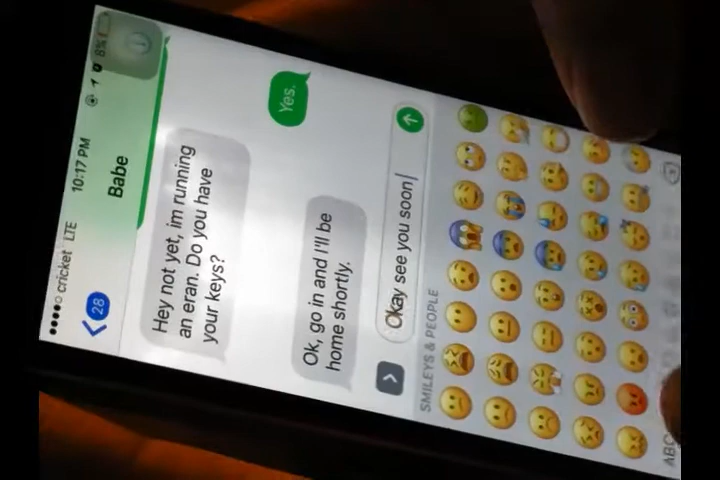 cricket LTE 10:17 PM 8%
28 Babe
Hey not yet, im running
an eran. Do you have
your keys?
Yes.
Ok, go in and I'll be
home shortly.
Okay see you soon
SMILEYS & PEOPLE
ABC